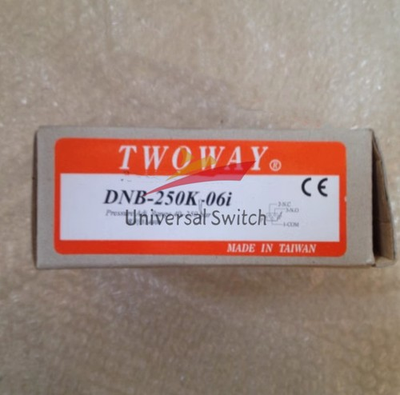 TWOWAY®
DNB-250K-06i
CE
Universal Switch
MADE IN TAIWAN